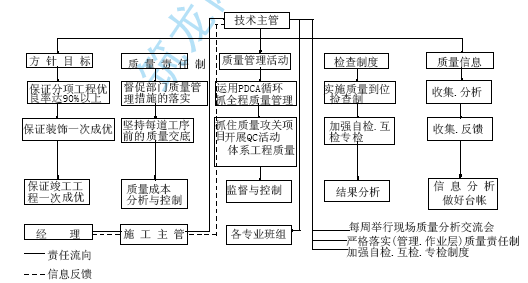 技术主管
方针目标
质量责任制
质量管理活动
检查制度
质量信息
保证分项工程优
良率达90%以上
督促部门质量管
理措施的落实
运用PDCA循环
抓全程质量管理
实施质量到位
检查制
收集.分析
保证装饰一次成优
坚持每道工序
前的质量交底
抓住质量攻关项
目开展QC活动
体系工程质量
加强自检.互
检专检
收集.反馈
保证竣工工
程一次成优
质量成本
分析与控制
监督与控制
结果分析
信息分析
做好台帐
经理
施工主管
各专业班组
每周举行现场质量分析交流会
严格落实(管理.作业层)质量责任制
加强自检.互检.专检制度
责任流向
信息反馈